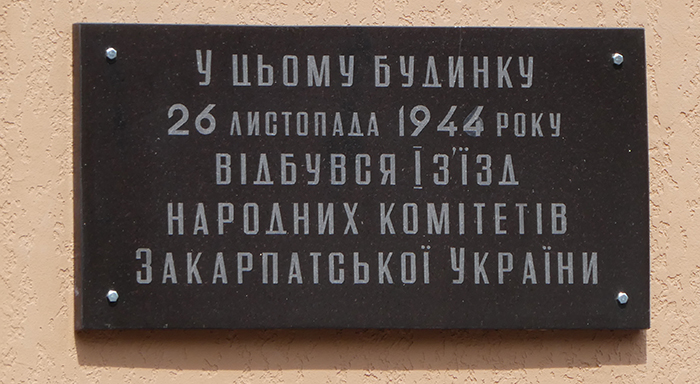 У ЦЬОМУ БУДИНКУ
26 ЛИСТОПАДА 1944 РОКУ
ВІДБУВСЯ І З'ЇЗД
НАРОДНИХ КОМІТЕТІВ
ЗАКАРПАТСЬКОЇ УКРАЇНИ